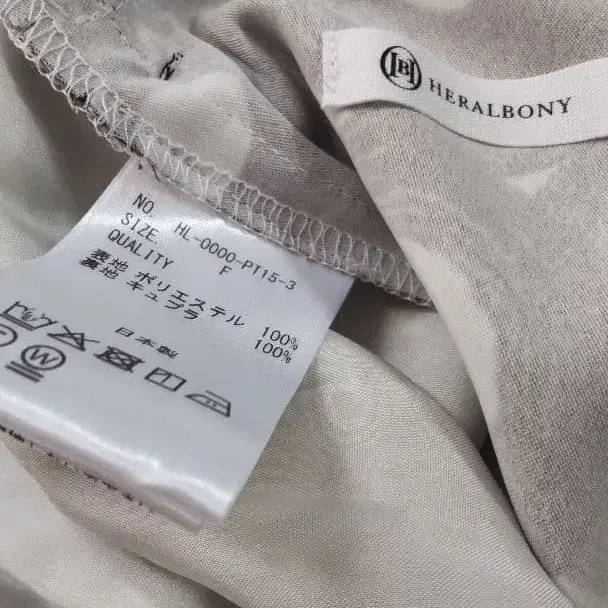 HB HERALBONY
NO HL-0000-PT15-3
SIZE. F
QUALITY
表地 ポリエステル 100%
裏地 キュプラ 100%
日本製
W